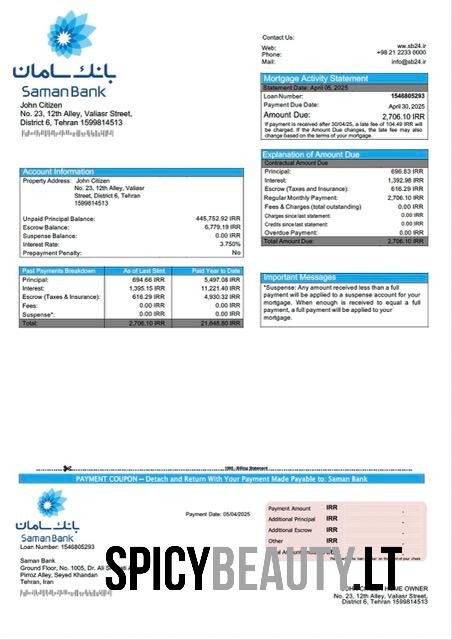 Contact Us:
Web: ww.sb24.ir
Phone: +98 21 2233 0000
Mail: info@sb24.ir
بانک سامان
Saman Bank
John Citizen
No. 23, 12th Alley, Valiasr Street,
District 6, Tehran 1599814513
Mortgage Activity Statement
Statement Date: April 05, 2025
Loan Number: 1546805293
Payment Due Date: April 30, 2025
Amount Due: 2,706.10 IRR
If payment is received after 30/04/25, a late fee of 104.49 IRR will
be charged. If the Amount Due changes, the late fee may also
change based on the terms of your mortgage.
Explanation of Amount Due
Contractual Amount Due
Principal: 696.83 IRR
Interest: 1,392.98 IRR
Escrow (Taxes and Insurance): 616.29 IRR
Regular Monthly Payment: 2,706.10 IRR
Fees & Charges (total outstanding) 0.00 IRR
Charges since last statement: 0.00 IRR
Credits since last statement: 0.00 IRR
Overdue Payment: 0.00 IRR
Total Amount Due: 2,706.10 IRR
Account Information
Property Address: John Citizen
No. 23, 12th Alley, Valiasr
Street, District 6, Tehran
1599814513
Unpaid Principal Balance: 445,752.92 IRR
Escrow Balance: 6,779.19 IRR
Suspense Balance: 0.00 IRR
Interest Rate: 3.750%
Prepayment Penalty: No
Past Payments Breakdown As of Last Stmt Paid Year to Date
Principal: 694.66 IRR 5,497.08 IRR
Interest: 1,395.15 IRR 11,221.40 IRR
Escrow (Taxes & Insurance): 616.29 IRR 4,930.32 IRR
Fees: 0.00 IRR 0.00 IRR
Suspense*: 0.00 IRR 0.00 IRR
Total: 2,706.10 IRR 21,648.80 IRR
Important Messages
*Suspense: Any amount received less than a full
payment will be applied to a suspense account for your
mortgage. When enough is received to equal a full
payment, a full payment will be applied to your
mortgage.
Billing Statement
PAYMENT COUPON – Detach and Return With Your Payment Made Payable to: Saman Bank
بانک سامان
Saman Bank
Loan Number: 1546805293
Payment Date: 05/04/2025
Payment Amount IRR
Additional Principal IRR
Additional Escrow IRR
Other IRR
Saman Bank
Ground Floor, No. 1005, Dr. Ali
Pirroz Alley, Seyed Khandan
Tehran, Iran
SPICYBEAUTY.LT
HOME OWNER
No. 23, 12th Alley, Valiasr Street,
District 6, Tehran 1599814513